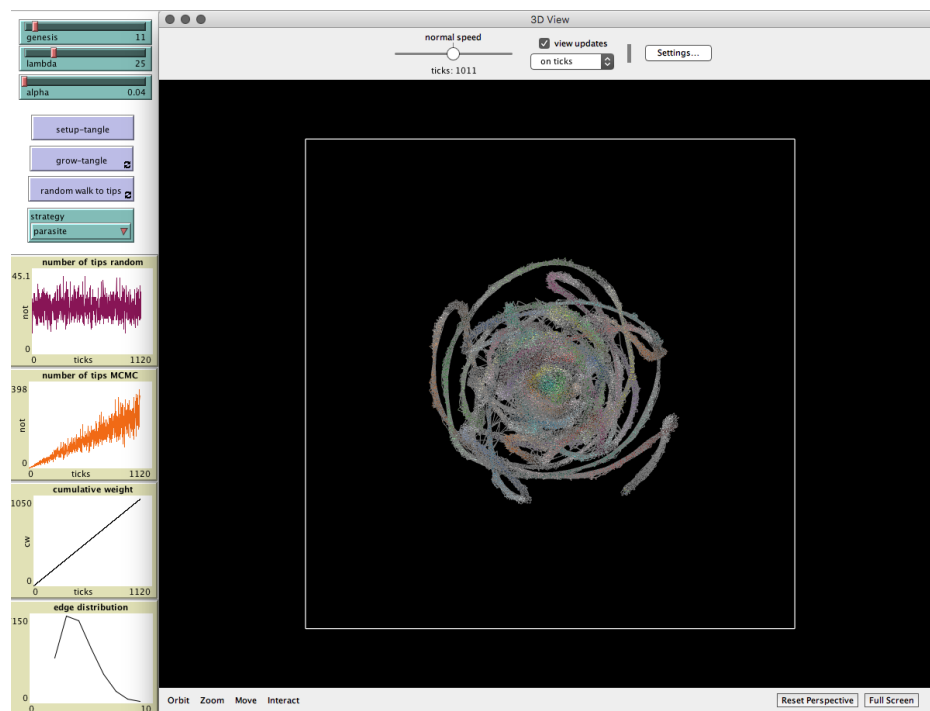 genesis 11
lambda 25
alpha 0.04
setup-tangle
grow-tangle
random walk to tips
strategy
parasite
number of tips random
45.1
not
0
0 ticks 1120
number of tips MCMC
398
not
0
0 ticks 1120
cumulative weight
1050
cw
0
0 ticks 1120
edge distribution
150
0
0 10
3D View
normal speed
ticks: 1011
view updates
on ticks
Settings...
Orbit Zoom Move Interact
Reset Perspective Full Screen